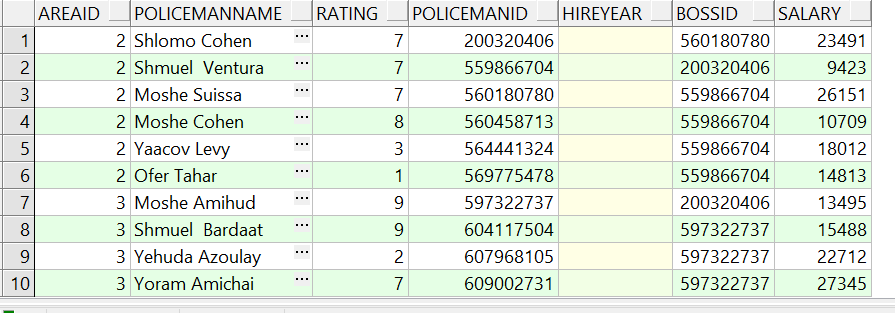 AREAID POLICEMANNAME RATING POLICEMANID HIREYEAR BOSSID SALARY
1 2 Shlomo Cohen ... 7 200320406 560180780 23491
2 2 Shmuel  Ventura ... 7 559866704 200320406 9423
3 2 Moshe Suissa ... 7 560180780 559866704 26151
4 2 Moshe Cohen ... 8 560458713 559866704 10709
5 2 Yaacov Levy ... 3 564441324 559866704 18012
6 2 Ofer Tahar ... 1 569775478 559866704 14813
7 3 Moshe Amihud ... 9 597322737 200320406 13495
8 3 Shmuel  Bardaat ... 9 604117504 597322737 15488
9 3 Yehuda Azoulay ... 2 607968105 597322737 22712
10 3 Yoram Amichai ... 7 609002731 597322737 27345